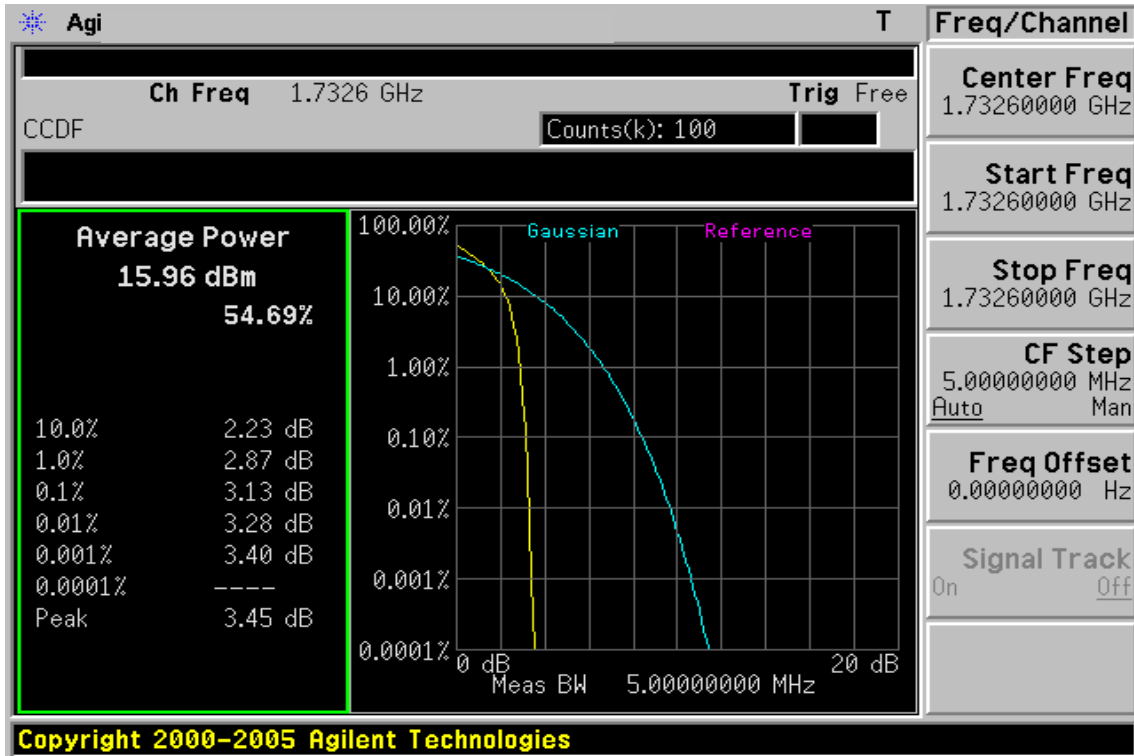 Agi T
Ch Freq 1.7326 GHz Trig Free
CCDF Counts(k): 100
Average Power
15.96 dBm
54.69%
10.0% 2.23 dB
1.0% 2.87 dB
0.1% 3.13 dB
0.01% 3.28 dB
0.001% 3.40 dB
0.0001% ----
Peak 3.45 dB
Gaussian Reference
100.00%
10.00%
1.00%
0.10%
0.01%
0.001%
0.0001%
0 dB 20 dB
Meas BW 5.00000000 MHz
Freq/Channel
Center Freq
1.73260000 GHz
Start Freq
1.73260000 GHz
Stop Freq
1.73260000 GHz
CF Step
5.00000000 MHz
Auto Man
Freq Offset
0.00000000 Hz
Signal Track
On Off
Copyright 2000-2005 Agilent Technologies